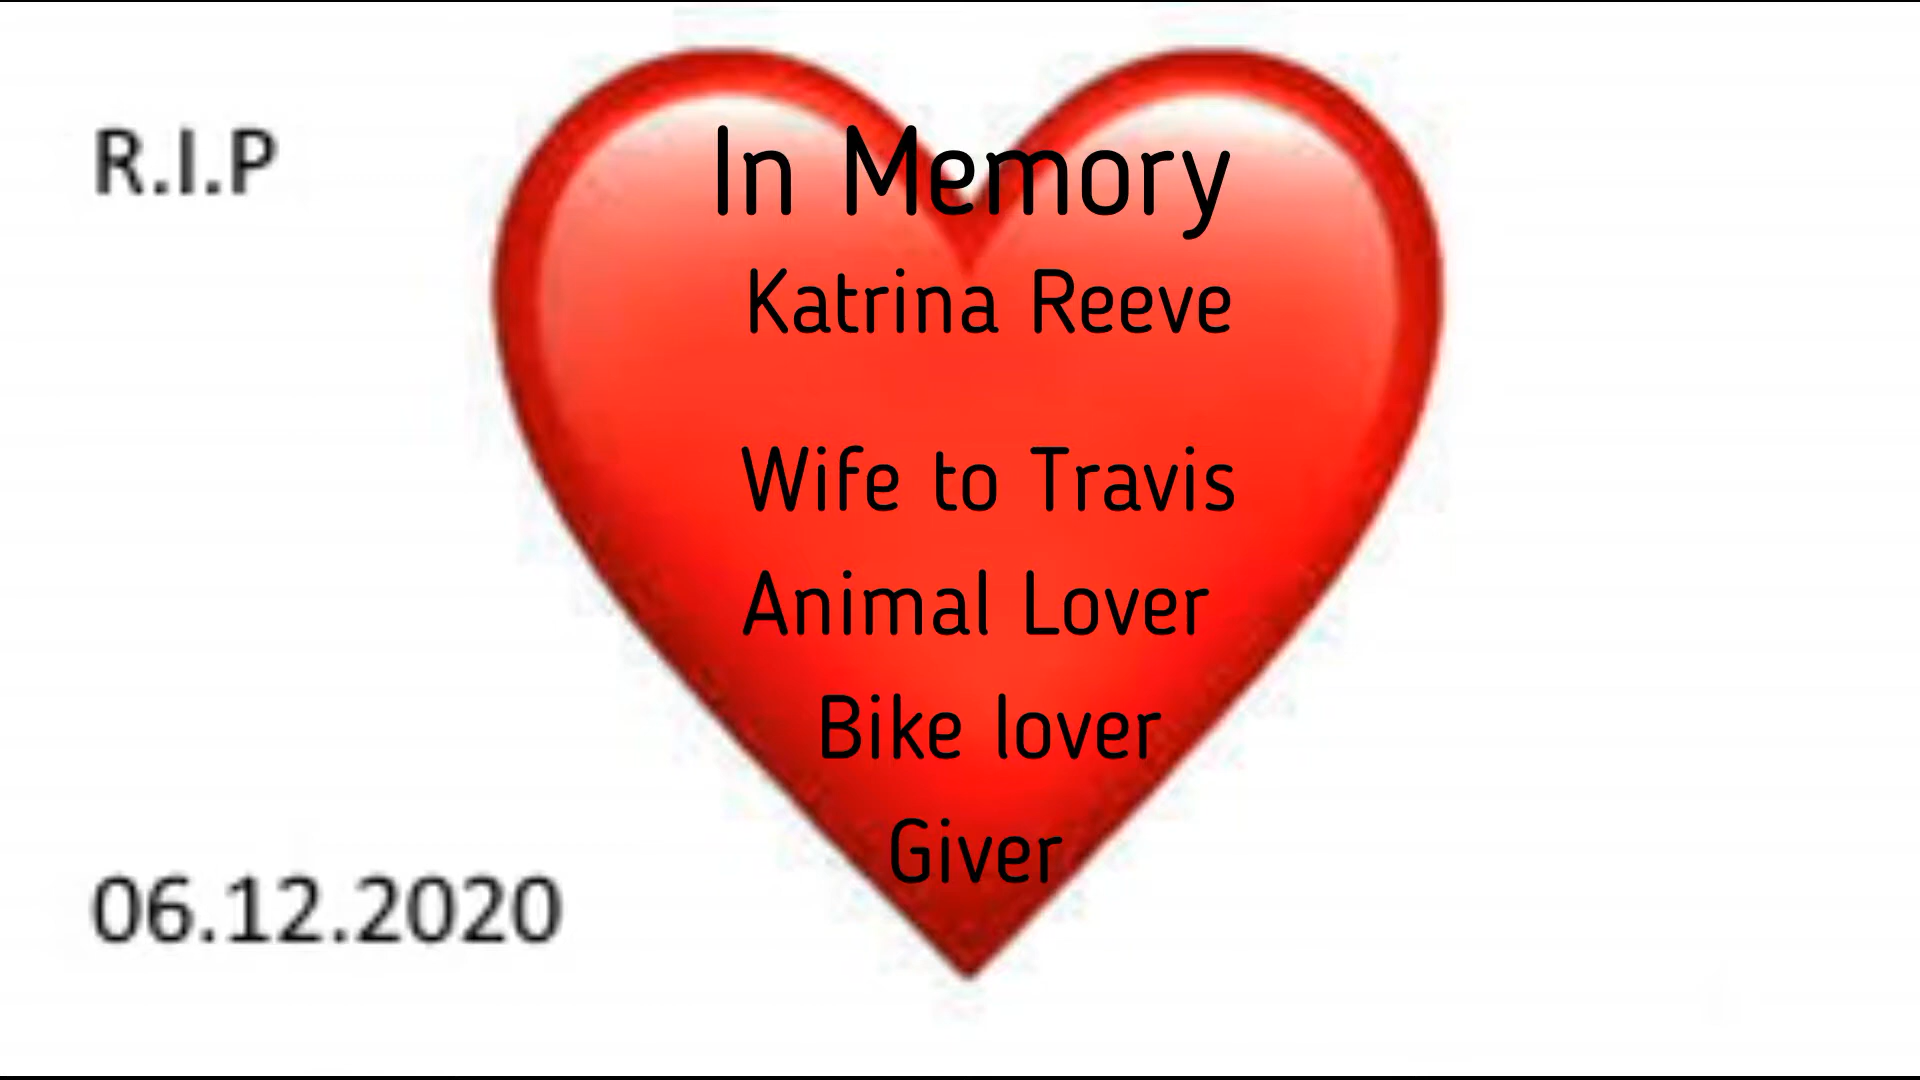 R.I.P
In Memory
Katrina Reeve
Wife to Travis
Animal Lover
Bike lover
Giver
06.12.2020